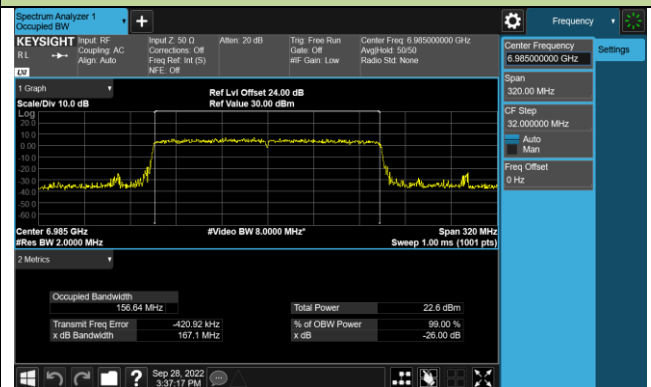 Spectrum Analyzer 1
Occupied BW
Frequency
KEYSIGHT
RL
LXI
Input: RF
Coupling: AC
Align: Auto
Input Z: 50 Ω
Corrections: Off
Freq Ref: Int (S)
NFE: Off
Atten: 20 dB
Trig: Free Run
Gate: Off
#IF Gain: Low
Center Freq: 6.985000000 GHz
Avg|Hold: 50/50
Radio Std: None
Center Frequency
6.985000000 GHz
Settings
Span
320.00 MHz
CF Step
32.000000 MHz
Auto
Man
Freq Offset
0 Hz
1 Graph
Scale/Div 10.0 dB
Ref Lvl Offset 24.00 dB
Ref Value 30.00 dBm
Log
20.0
10.0
0.00
-10.0
-20.0
-30.0
-40.0
-50.0
-60.0
Center 6.985 GHz
#Res BW 2.0000 MHz
#Video BW 8.0000 MHz*
Span 320 MHz
Sweep 1.00 ms (1001 pts)
2 Metrics
Occupied Bandwidth
156.64 MHz
Total Power 22.6 dBm
Transmit Freq Error -420.92 kHz
% of OBW Power 99.00 %
x dB Bandwidth 167.1 MHz
x dB -26.00 dB
?
Sep 28, 2022
3:37:17 PM